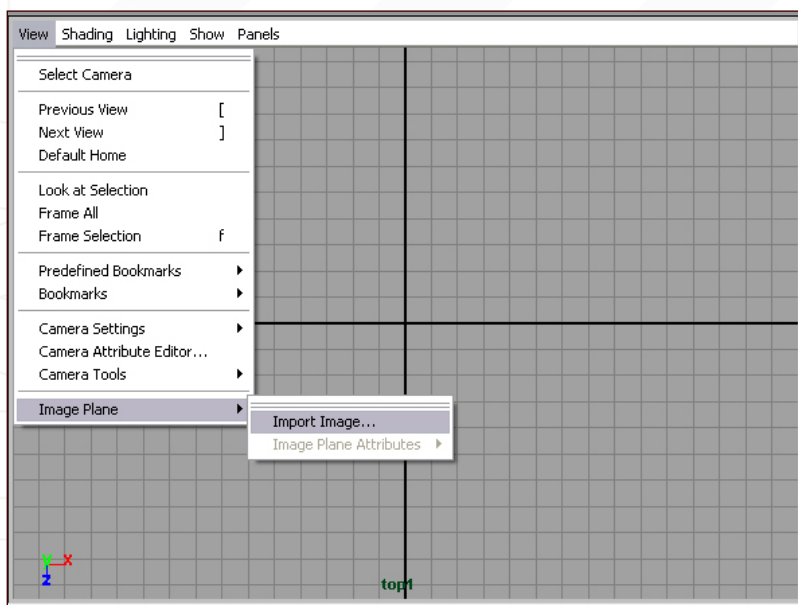 View Shading Lighting Show Panels
Select Camera
Previous View [
Next View ]
Default Home
Look at Selection
Frame All
Frame Selection f
Predefined Bookmarks
Bookmarks
Camera Settings
Camera Attribute Editor...
Camera Tools
Image Plane
Import Image...
Image Plane Attributes
Y X
Z
top1